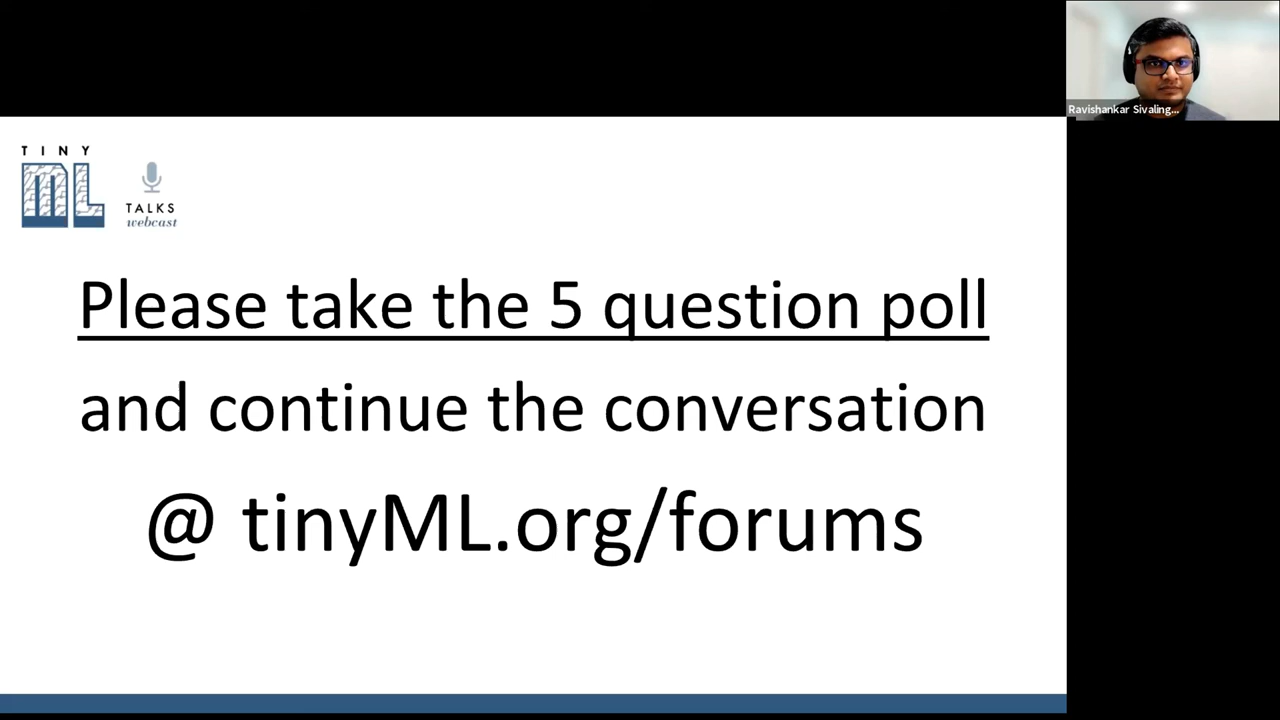 TINY
ML
TALKS
webcast
Ravishankar Sivaling...
Please take the 5 question poll
and continue the conversation
@ tinyML.org/forums